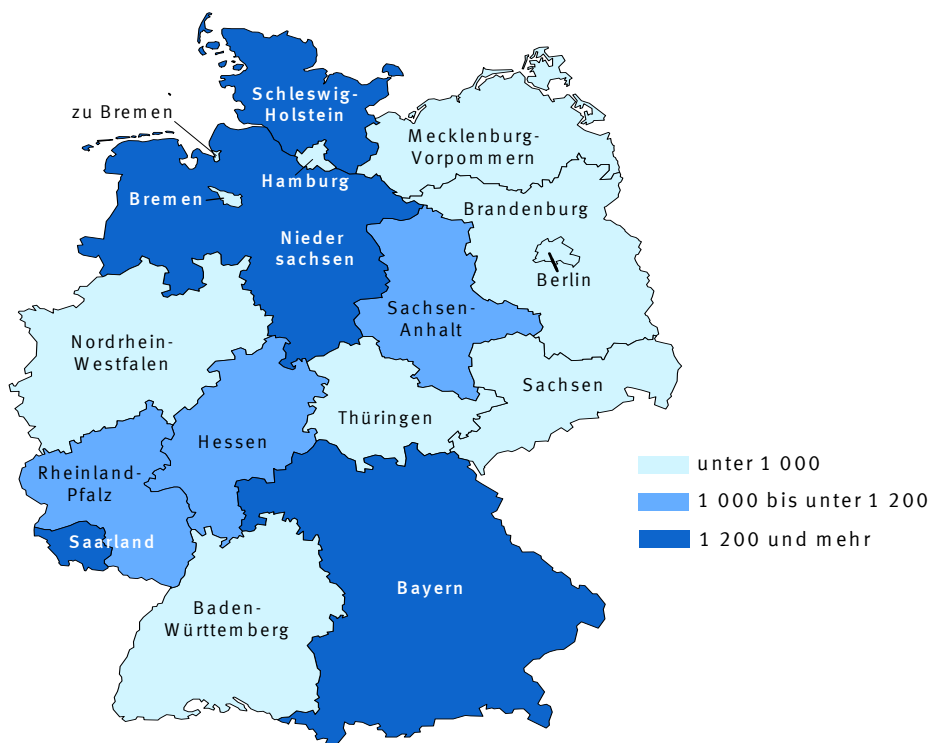 Schleswig-
Holstein
zu Bremen
Mecklenburg-
Vorpommern
Hamburg
Bremen
Brandenburg
Nieder
sachsen
Berlin
Sachsen-
Anhalt
Nordrhein-
Westfalen
Sachsen
Thüringen
Hessen
Rheinland-
Pfalz
Saarland
Bayern
Baden-
Württemberg
unter 1 000
1 000 bis unter 1 200
1 200 und mehr